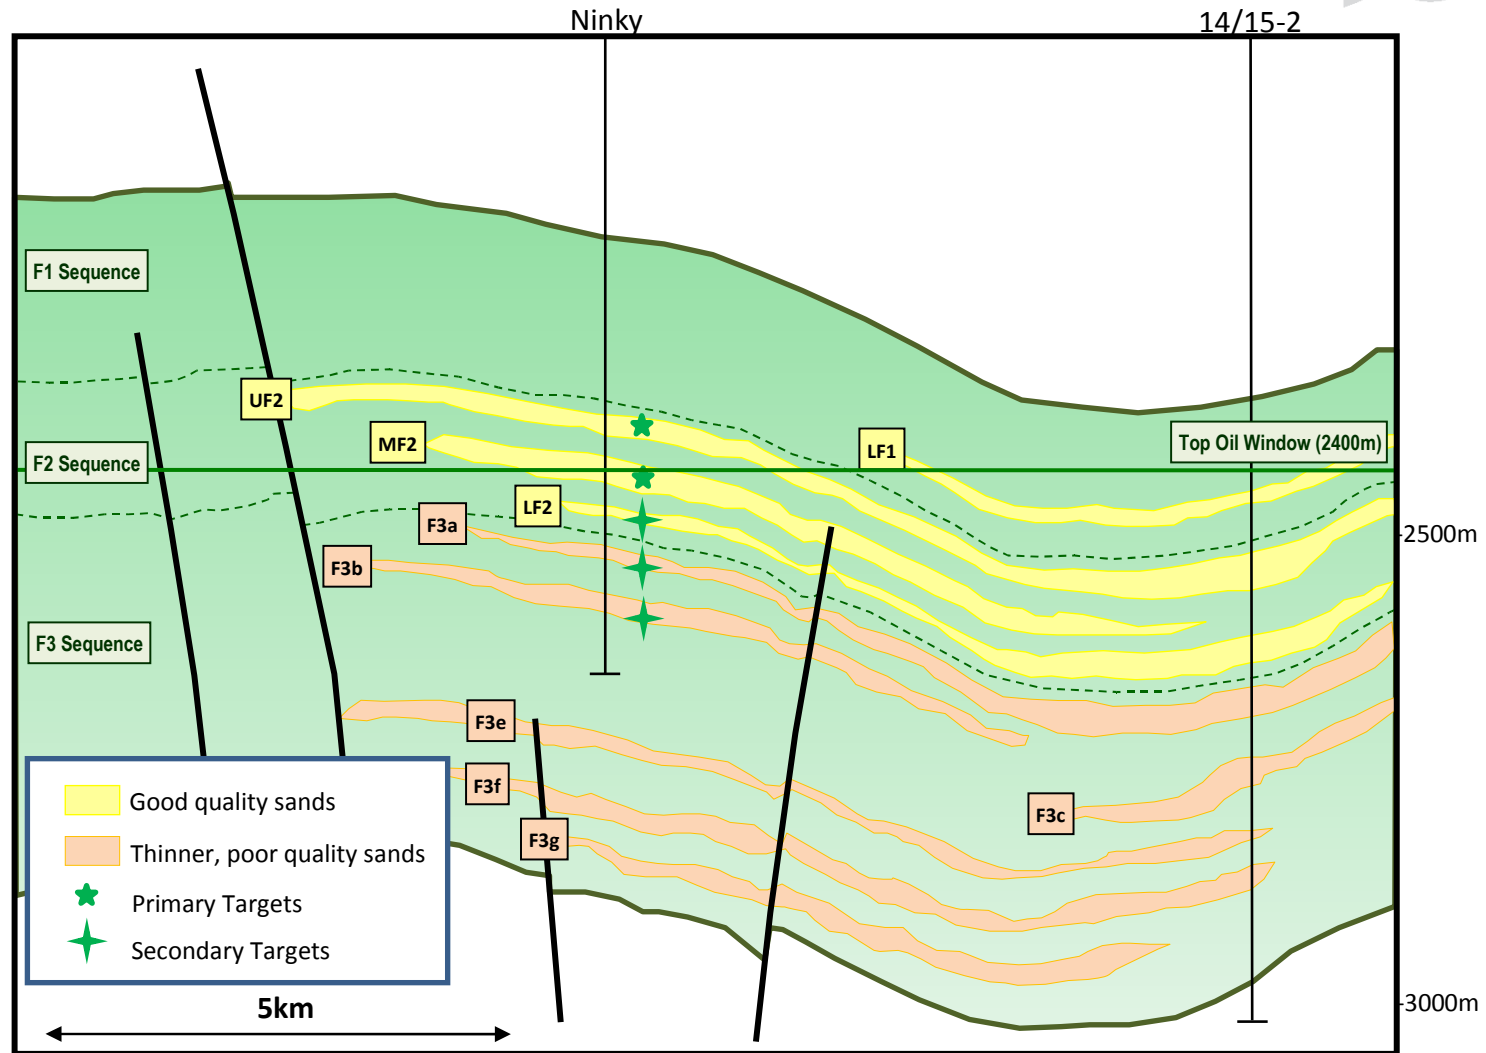 Ninky
14/15-2
F1 Sequence
UF2
MF2
LF1
Top Oil Window (2400m)
F2 Sequence
LF2
F3a
2500m
F3b
F3 Sequence
F3e
F3f
F3c
F3g
Good quality sands
Thinner, poor quality sands
Primary Targets
Secondary Targets
5km
3000m